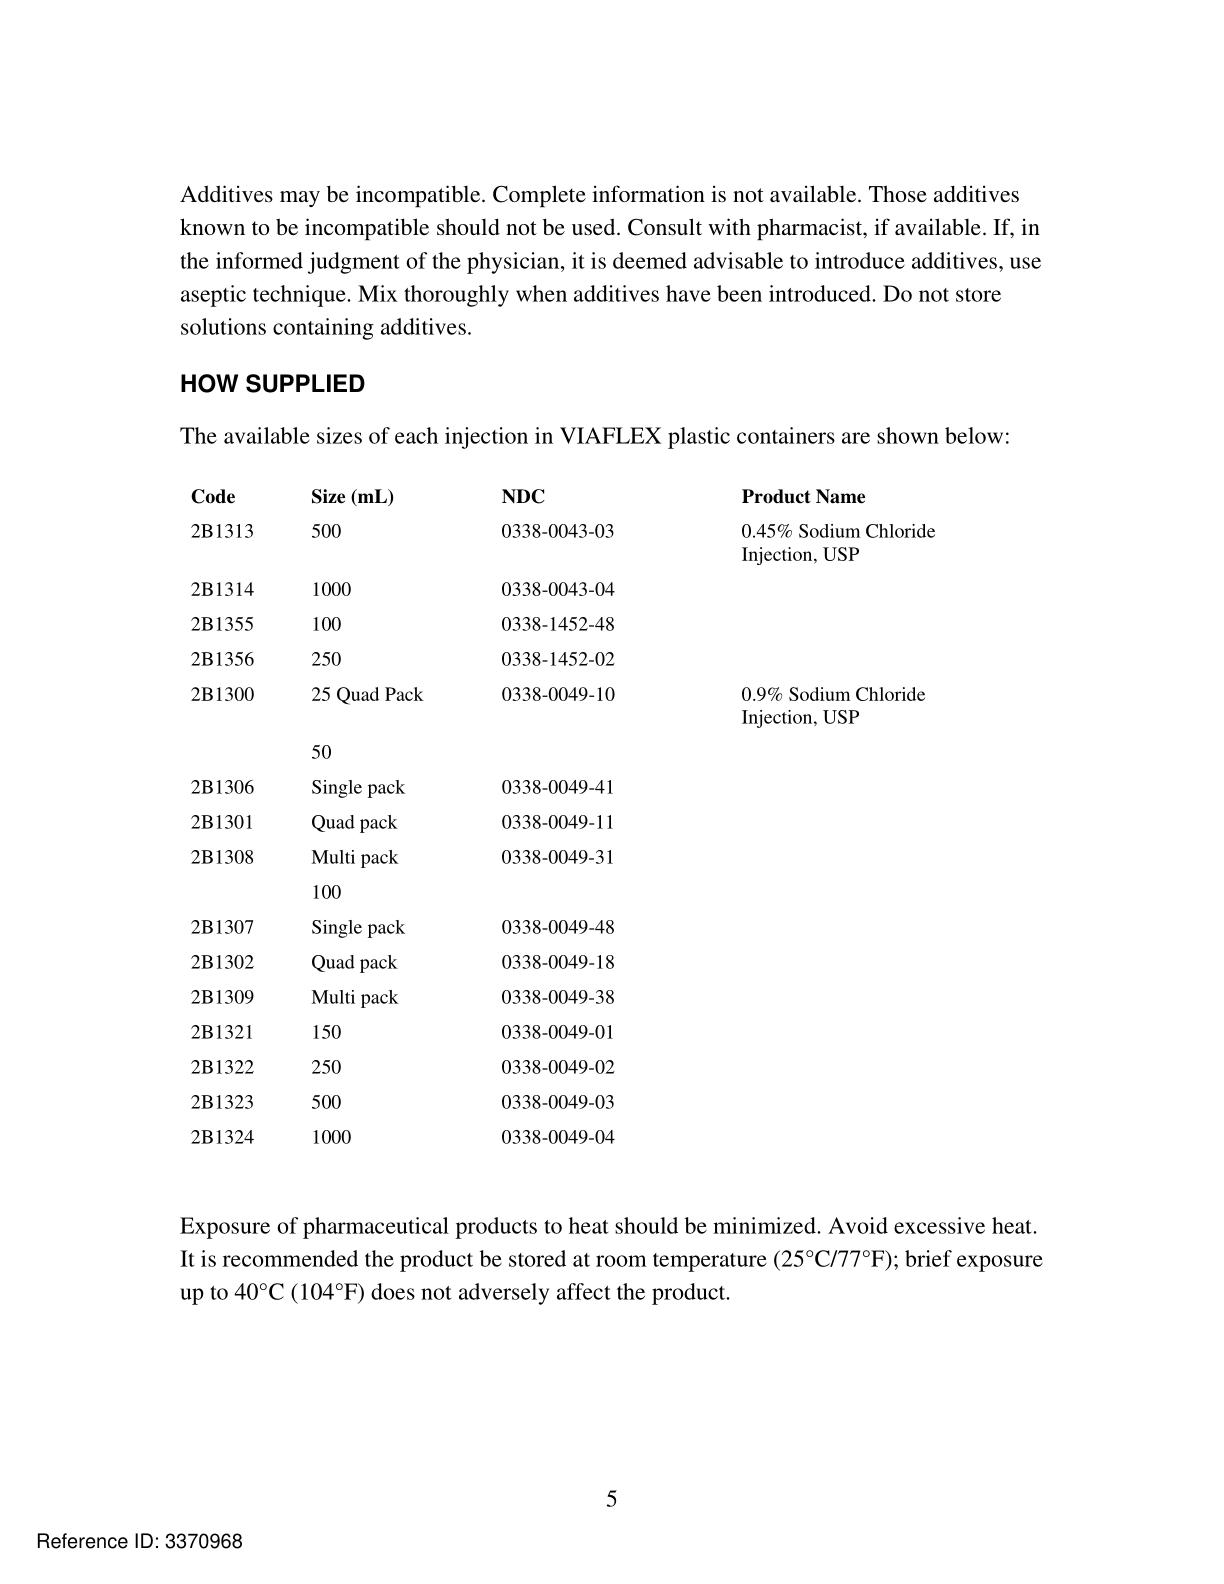 Additives may be incompatible. Complete information is not available. Those additives
known to be incompatible should not be used. Consult with pharmacist, if available. If, in
the informed judgment of the physician, it is deemed advisable to introduce additives, use
aseptic technique. Mix thoroughly when additives have been introduced. Do not store
solutions containing additives.
HOW SUPPLIED
The available sizes of each injection in VIAFLEX plastic containers are shown below:
Code Size (mL) NDC Product Name
2B1313 500 0338-0043-03 0.45% Sodium Chloride
Injection, USP
2B1314 1000 0338-0043-04
2B1355 100 0338-1452-48
2B1356 250 0338-1452-02
2B1300 25 Quad Pack 0338-0049-10 0.9% Sodium Chloride
Injection, USP
50
2B1306 Single pack 0338-0049-41
2B1301 Quad pack 0338-0049-11
2B1308 Multi pack 0338-0049-31
100
2B1307 Single pack 0338-0049-48
2B1302 Quad pack 0338-0049-18
2B1309 Multi pack 0338-0049-38
2B1321 150 0338-0049-01
2B1322 250 0338-0049-02
2B1323 500 0338-0049-03
2B1324 1000 0338-0049-04
Exposure of pharmaceutical products to heat should be minimized. Avoid excessive heat.
It is recommended the product be stored at room temperature (25°C/77°F); brief exposure
up to 40°C (104°F) does not adversely affect the product.
5
Reference ID: 3370968